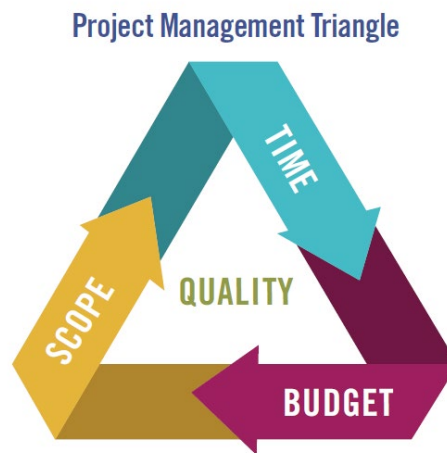 Project Management Triangle
TIME
QUALITY
SCOPE
BUDGET